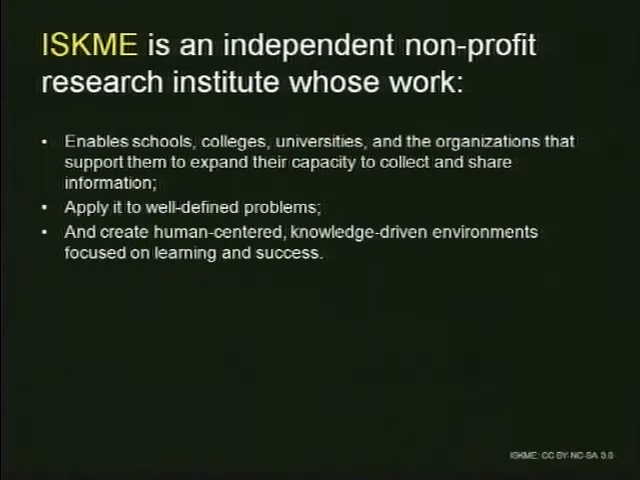 ISKME is an independent non-profit
research institute whose work:
• Enables schools, colleges, universities, and the organizations that
support them to expand their capacity to collect and share
information;
• Apply it to well-defined problems;
• And create human-centered, knowledge-driven environments
focused on learning and success.
ISKME: CC BY-NC-SA 3.0